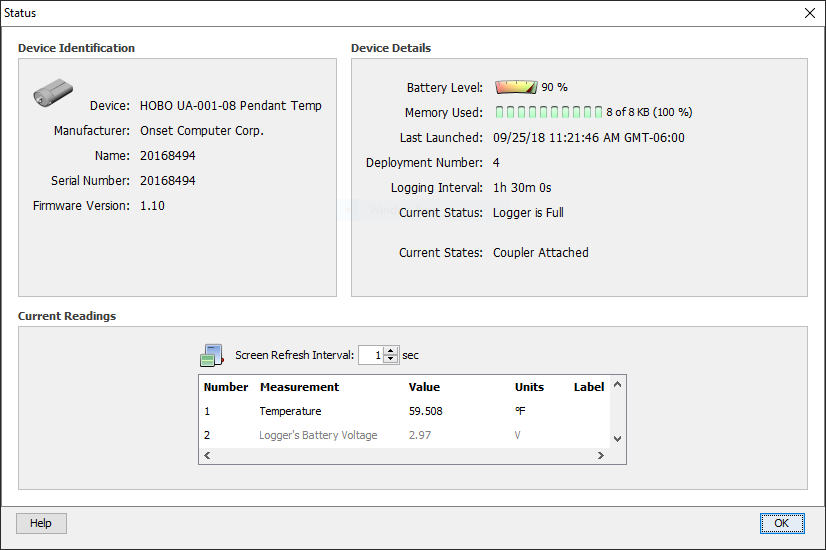 Status
Device Identification
Device: HOBO UA-001-08 Pendant Temp
Manufacturer: Onset Computer Corp.
Name: 20168494
Serial Number: 20168494
Firmware Version: 1.10
Device Details
Battery Level: 90 %
Memory Used: 8 of 8 KB (100 %)
Last Launched: 09/25/18 11:21:46 AM GMT-06:00
Deployment Number: 4
Logging Interval: 1h 30m 0s
Current Status: Logger is Full
Current States: Coupler Attached
Current Readings
Screen Refresh Interval: 1 sec
Number Measurement Value Units Label
1 Temperature 59.508 °F
2 Logger's Battery Voltage 2.97 V
Help OK